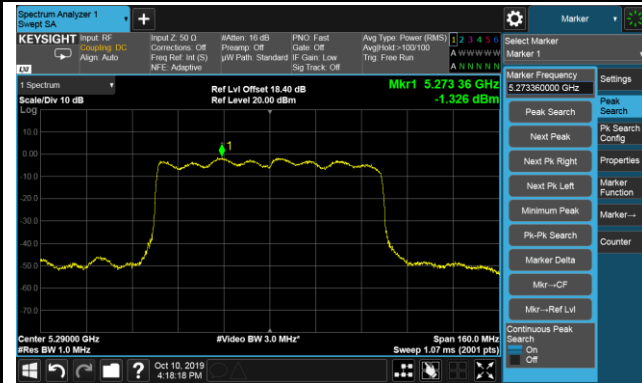 Spectrum Analyzer 1
Swept SA
Marker
KEYSIGHT Input: RF
Coupling: DC
Align: Auto
Input Z: 50 Ω
Corrections: Off
Freq Ref: Int (S)
NFE: Adaptive
#Atten: 16 dB
Preamp: Off
µW Path: Standard
PNO: Fast
Gate: Off
IF Gain: Low
Sig Track: Off
Avg Type: Power (RMS)
Avg|Hold:>100/100
Trig: Free Run
1 2 3 4 5 6
A W W W W W
A N N N N N
LXI
Select Marker
Marker 1
1 Spectrum
Scale/Div 10 dB
Log
Ref Lvl Offset 18.40 dB
Ref Level 20.00 dBm
Mkr1 5.273 36 GHz
-1.326 dBm
1
10.0
0.00
-10.0
-20.0
-30.0
-40.0
-50.0
-60.0
-70.0
Center 5.29000 GHz
#Res BW 1.0 MHz
#Video BW 3.0 MHz*
Span 160.0 MHz
Sweep 1.07 ms (2001 pts)
Marker Frequency
5.273360000 GHz
Peak Search
Next Peak
Next Pk Right
Next Pk Left
Minimum Peak
Pk-Pk Search
Marker Delta
Mkr→CF
Mkr→Ref Lvl
Continuous Peak
Search
On
Off
Settings
Peak
Search
Pk Search
Config
Properties
Marker
Function
Marker→
Counter
Oct 10, 2019
4:18:18 PM